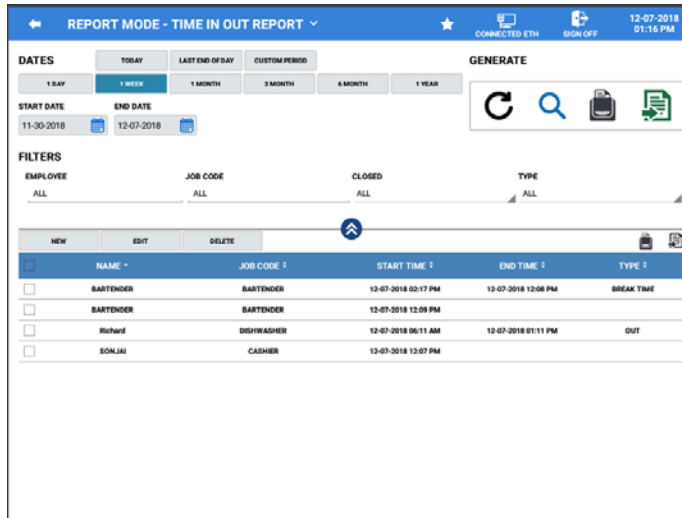 REPORT MODE - TIME IN OUT REPORT
CONNECTED ETH
SIGN OFF
12-07-2018
01:16 PM
DATES
TODAY
LAST END OF DAY
CUSTOM PERIOD
GENERATE
1 DAY
1 WEEK
1 MONTH
3 MONTH
6 MONTH
1 YEAR
START DATE
END DATE
11-30-2018
12-07-2018
FILTERS
EMPLOYEE
JOB CODE
CLOSED
TYPE
ALL
ALL
ALL
ALL
NEW
EDIT
DELETE
NAME JOB CODE START TIME END TIME TYPE
BARTENDER BARTENDER 12-07-2018 02:17 PM 12-07-2018 12:08 PM BREAK TIME
BARTENDER BARTENDER 12-07-2018 12:09 PM
Richard DISHWASHER 12-07-2018 06:11 AM 12-07-2018 01:11 PM OUT
SONJAI CASHIER 12-07-2018 12:07 PM